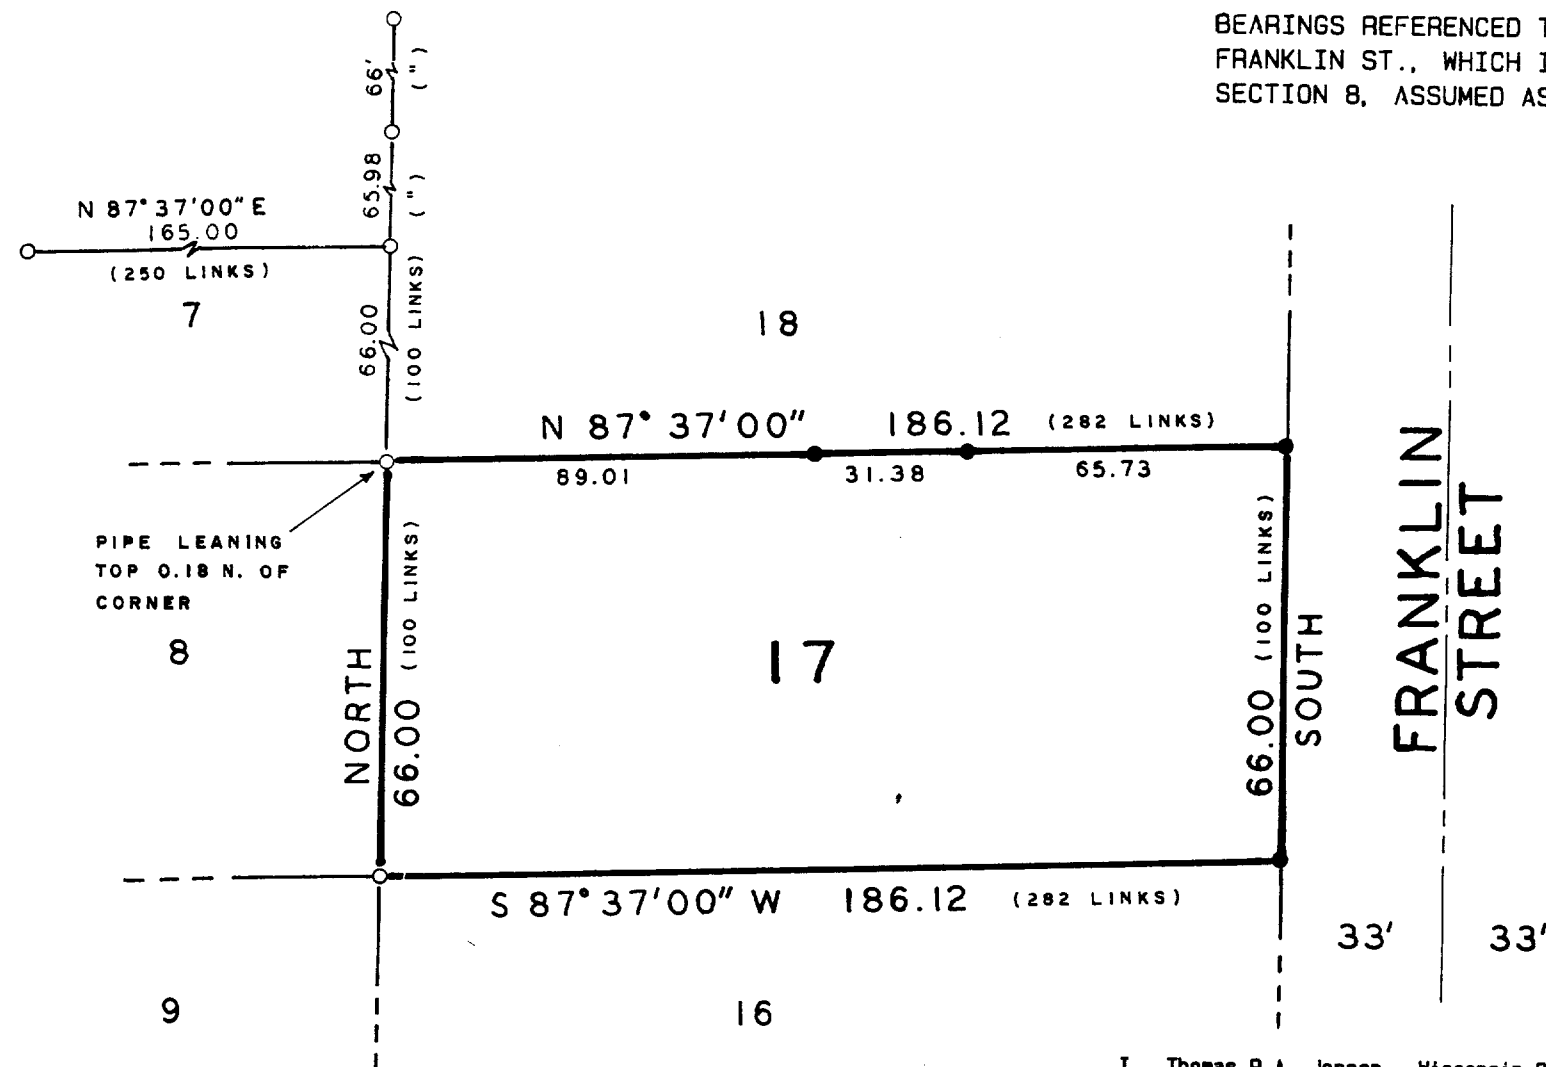 BEARINGS REFERENCED T
FRANKLIN ST., WHICH I
SECTION 8, ASSUMED AS
66'
(")
65.98
(")
N 87° 37'00" E
165.00
(250 LINKS)
7
66.00
(100 LINKS)
18
N 87° 37'00" 186.12 (282 LINKS)
89.01 31.38 65.73
PIPE LEANING
TOP 0.18 N. OF
CORNER
8
NORTH
66.00 (100 LINKS)
17
66.00 (100 LINKS)
SOUTH
FRANKLIN
STREET
S 87° 37'00" W 186.12 (282 LINKS)
33' 33'
9
16
I, Thomas